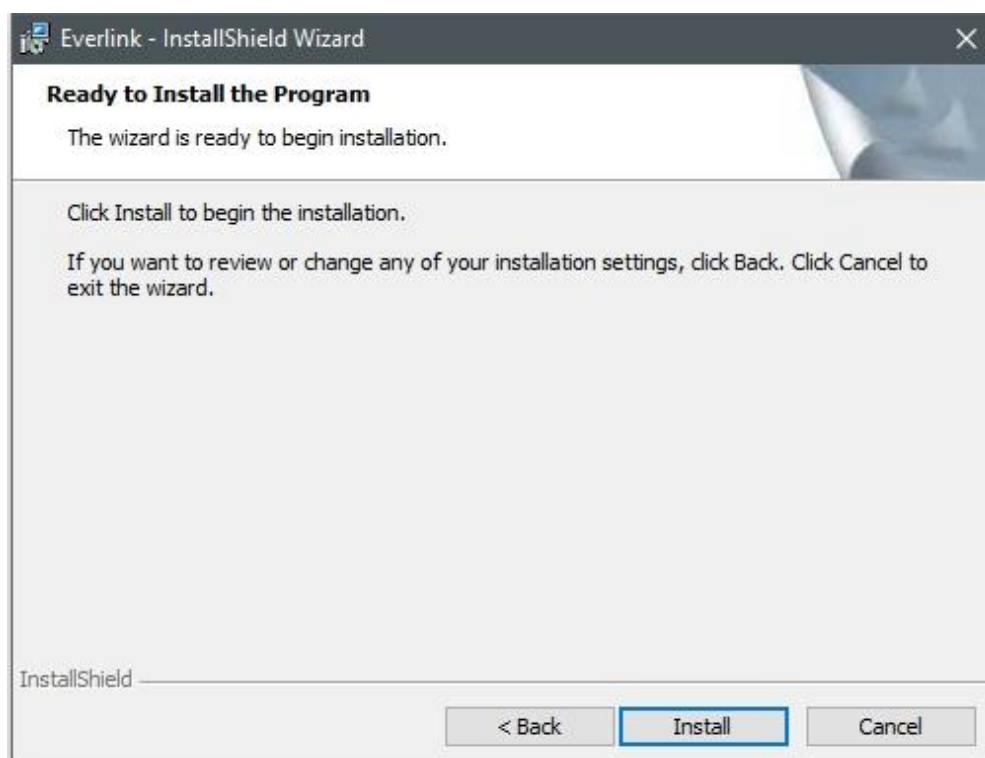 Everlink - InstallShield Wizard
Ready to Install the Program
The wizard is ready to begin installation.
Click Install to begin the installation.
If you want to review or change any of your installation settings, click Back. Click Cancel to
exit the wizard.
InstallShield
< Back
Install
Cancel